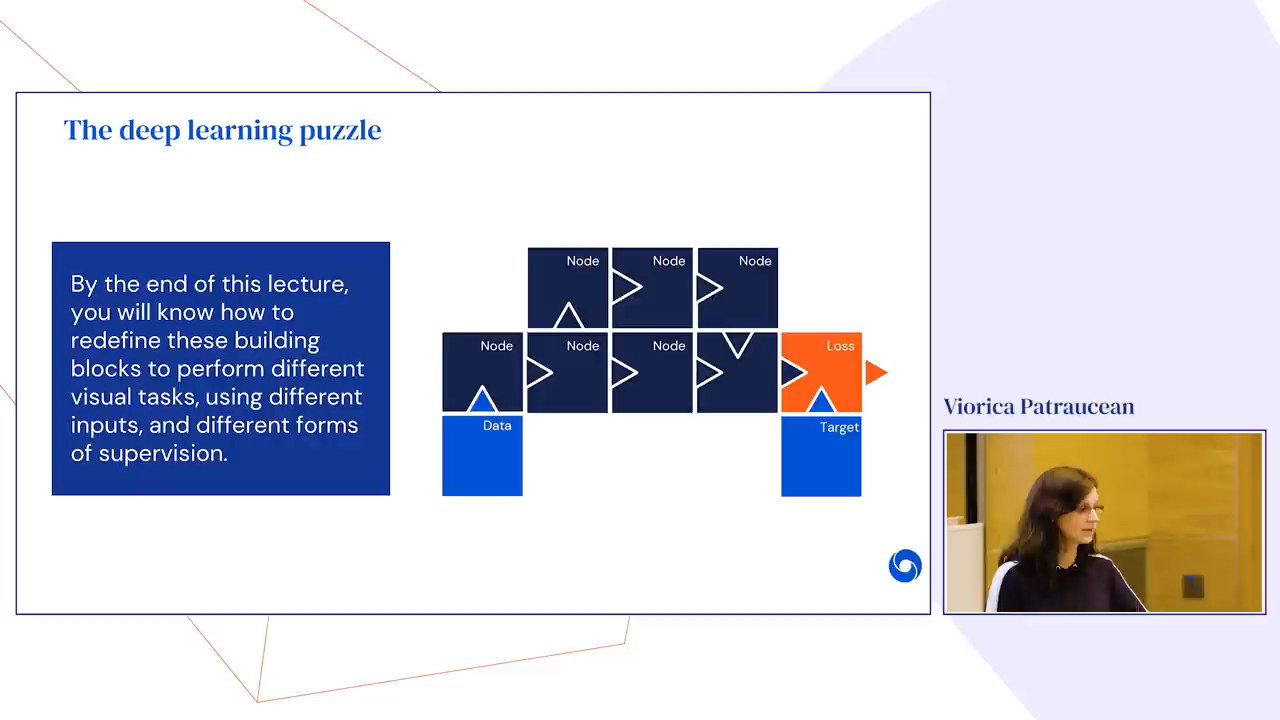 The deep learning puzzle
By the end of this lecture,
you will know how to
redefine these building
blocks to perform different
visual tasks, using different
inputs, and different forms
of supervision.
Node
Node
Node
Node
Node
Node
Loss
Data
Target
Viorica Patraucean